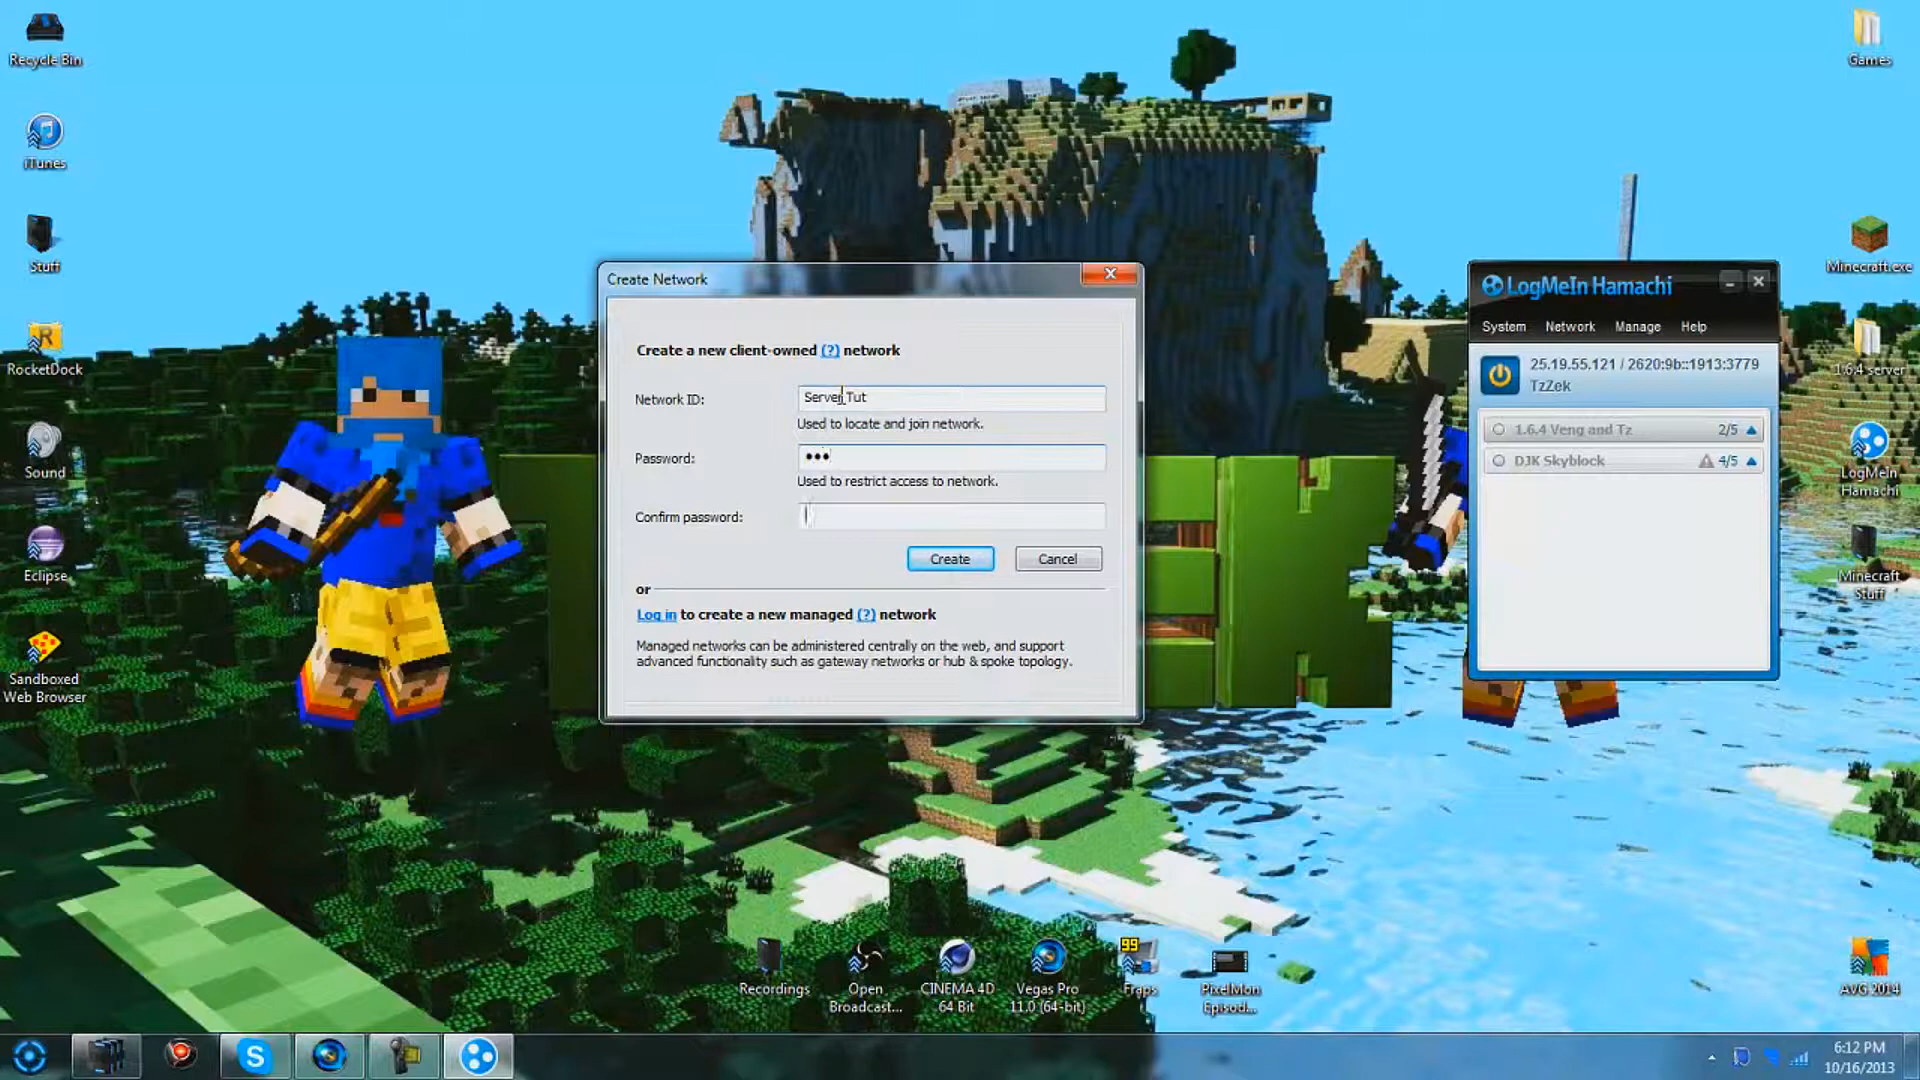 Recycle Bin
iTunes
Stuff
RocketDock
Sound
Eclipse
Sandboxed
Web Browser
Create Network
Create a new client-owned (?) network
Network ID:
Server Tut
Used to locate and join network.
Password:
Used to restrict access to network.
Confirm password:
Create
Cancel
or
Log in to create a new managed (?) network
Managed networks can be administered centrally on the web, and support
advanced functionality such as gateway networks or hub & spoke topology.
LogMeIn Hamachi
System Network Manage Help
25.19.55.121 / 2620:9b::1913:3779
TzZek
1.6.4 Veng and Tz 2/5
DJK Skyblock 4/5
Games
Minecraft.exe
1.6.4 server
LogMeIn
Hamachi
Minecraft
Stuff
AVG 2014
Recordings
Open
Broadcast...
CINEMA 4D
64 Bit
Vegas Pro
11.0 (64-bit)
99
Fraps
PixelMon
Episod...
6:12 PM
10/16/2013